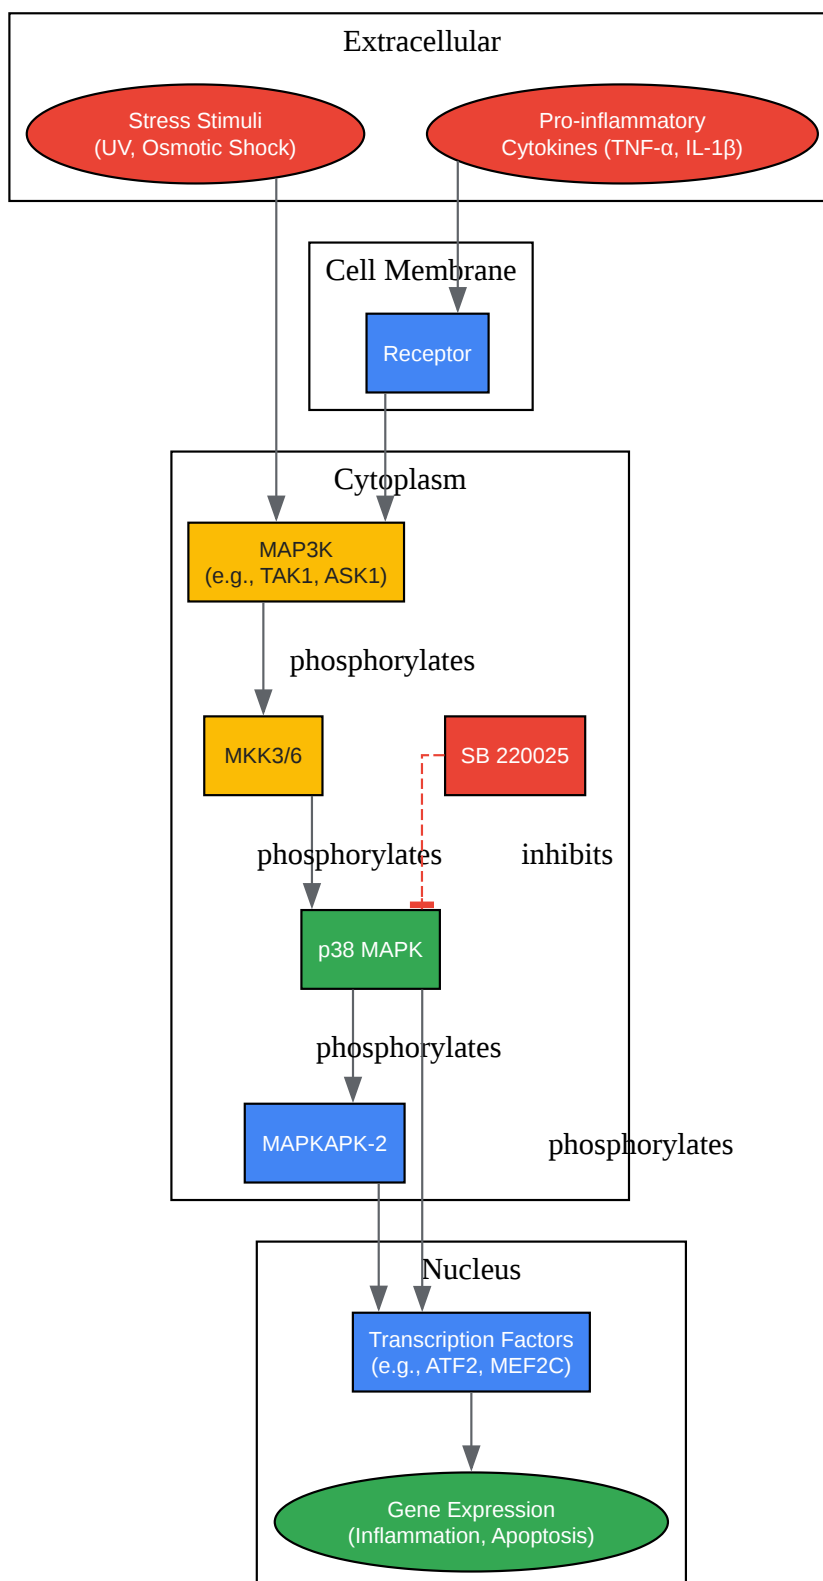 Extracellular
Stress Stimuli
(UV, Osmotic Shock)
Pro-inflammatory
Cytokines (TNF-α, IL-1β)
Cell Membrane
Receptor
Cytoplasm
MAP3K
(e.g., TAK1, ASK1)
phosphorylates
MKK3/6
SB 220025
phosphorylates
inhibits
p38 MAPK
phosphorylates
MAPKAPK-2
phosphorylates
Nucleus
Transcription Factors
(e.g., ATF2, MEF2C)
Gene Expression
(Inflammation, Apoptosis)